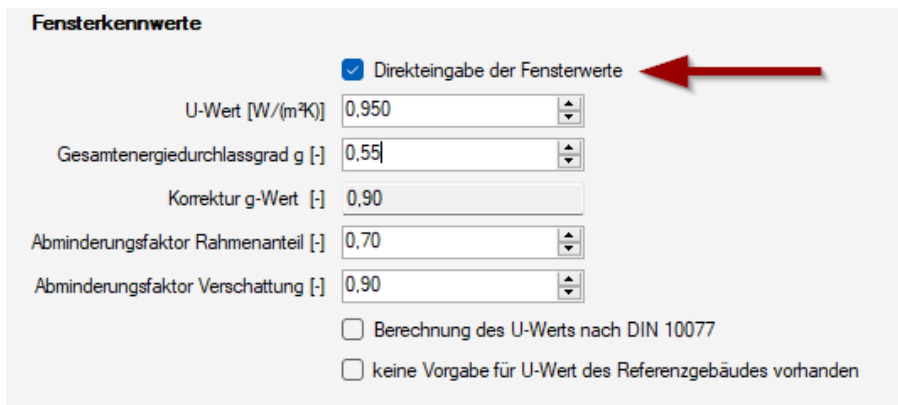 Fensterkennwerte
Direkteingabe der Fensterwerte
U-Wert [W/(m²K)] 0,950
Gesamtenergiedurchlassgrad g [-] 0,55
Korrektur g-Wert [-] 0,90
Abminderungsfaktor Rahmenanteil [-] 0,70
Abminderungsfaktor Verschattung [-] 0,90
Berechnung des U-Werts nach DIN 10077
keine Vorgabe für U-Wert des Referenzgebäudes vorhanden